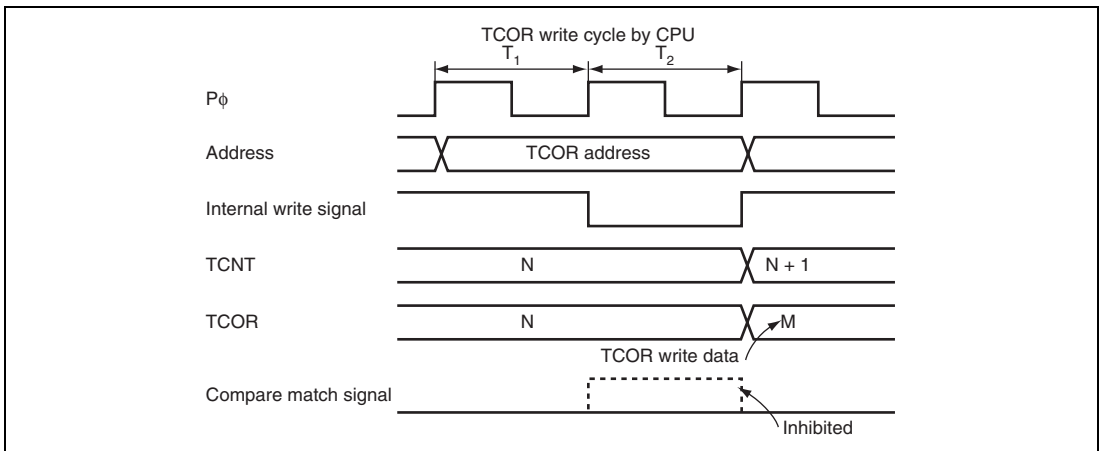 TCOR write cycle by CPU
T1 T2
Pϕ
Address TCOR address
Internal write signal
TCNT N N + 1
TCOR N M
TCOR write data
Compare match signal
Inhibited